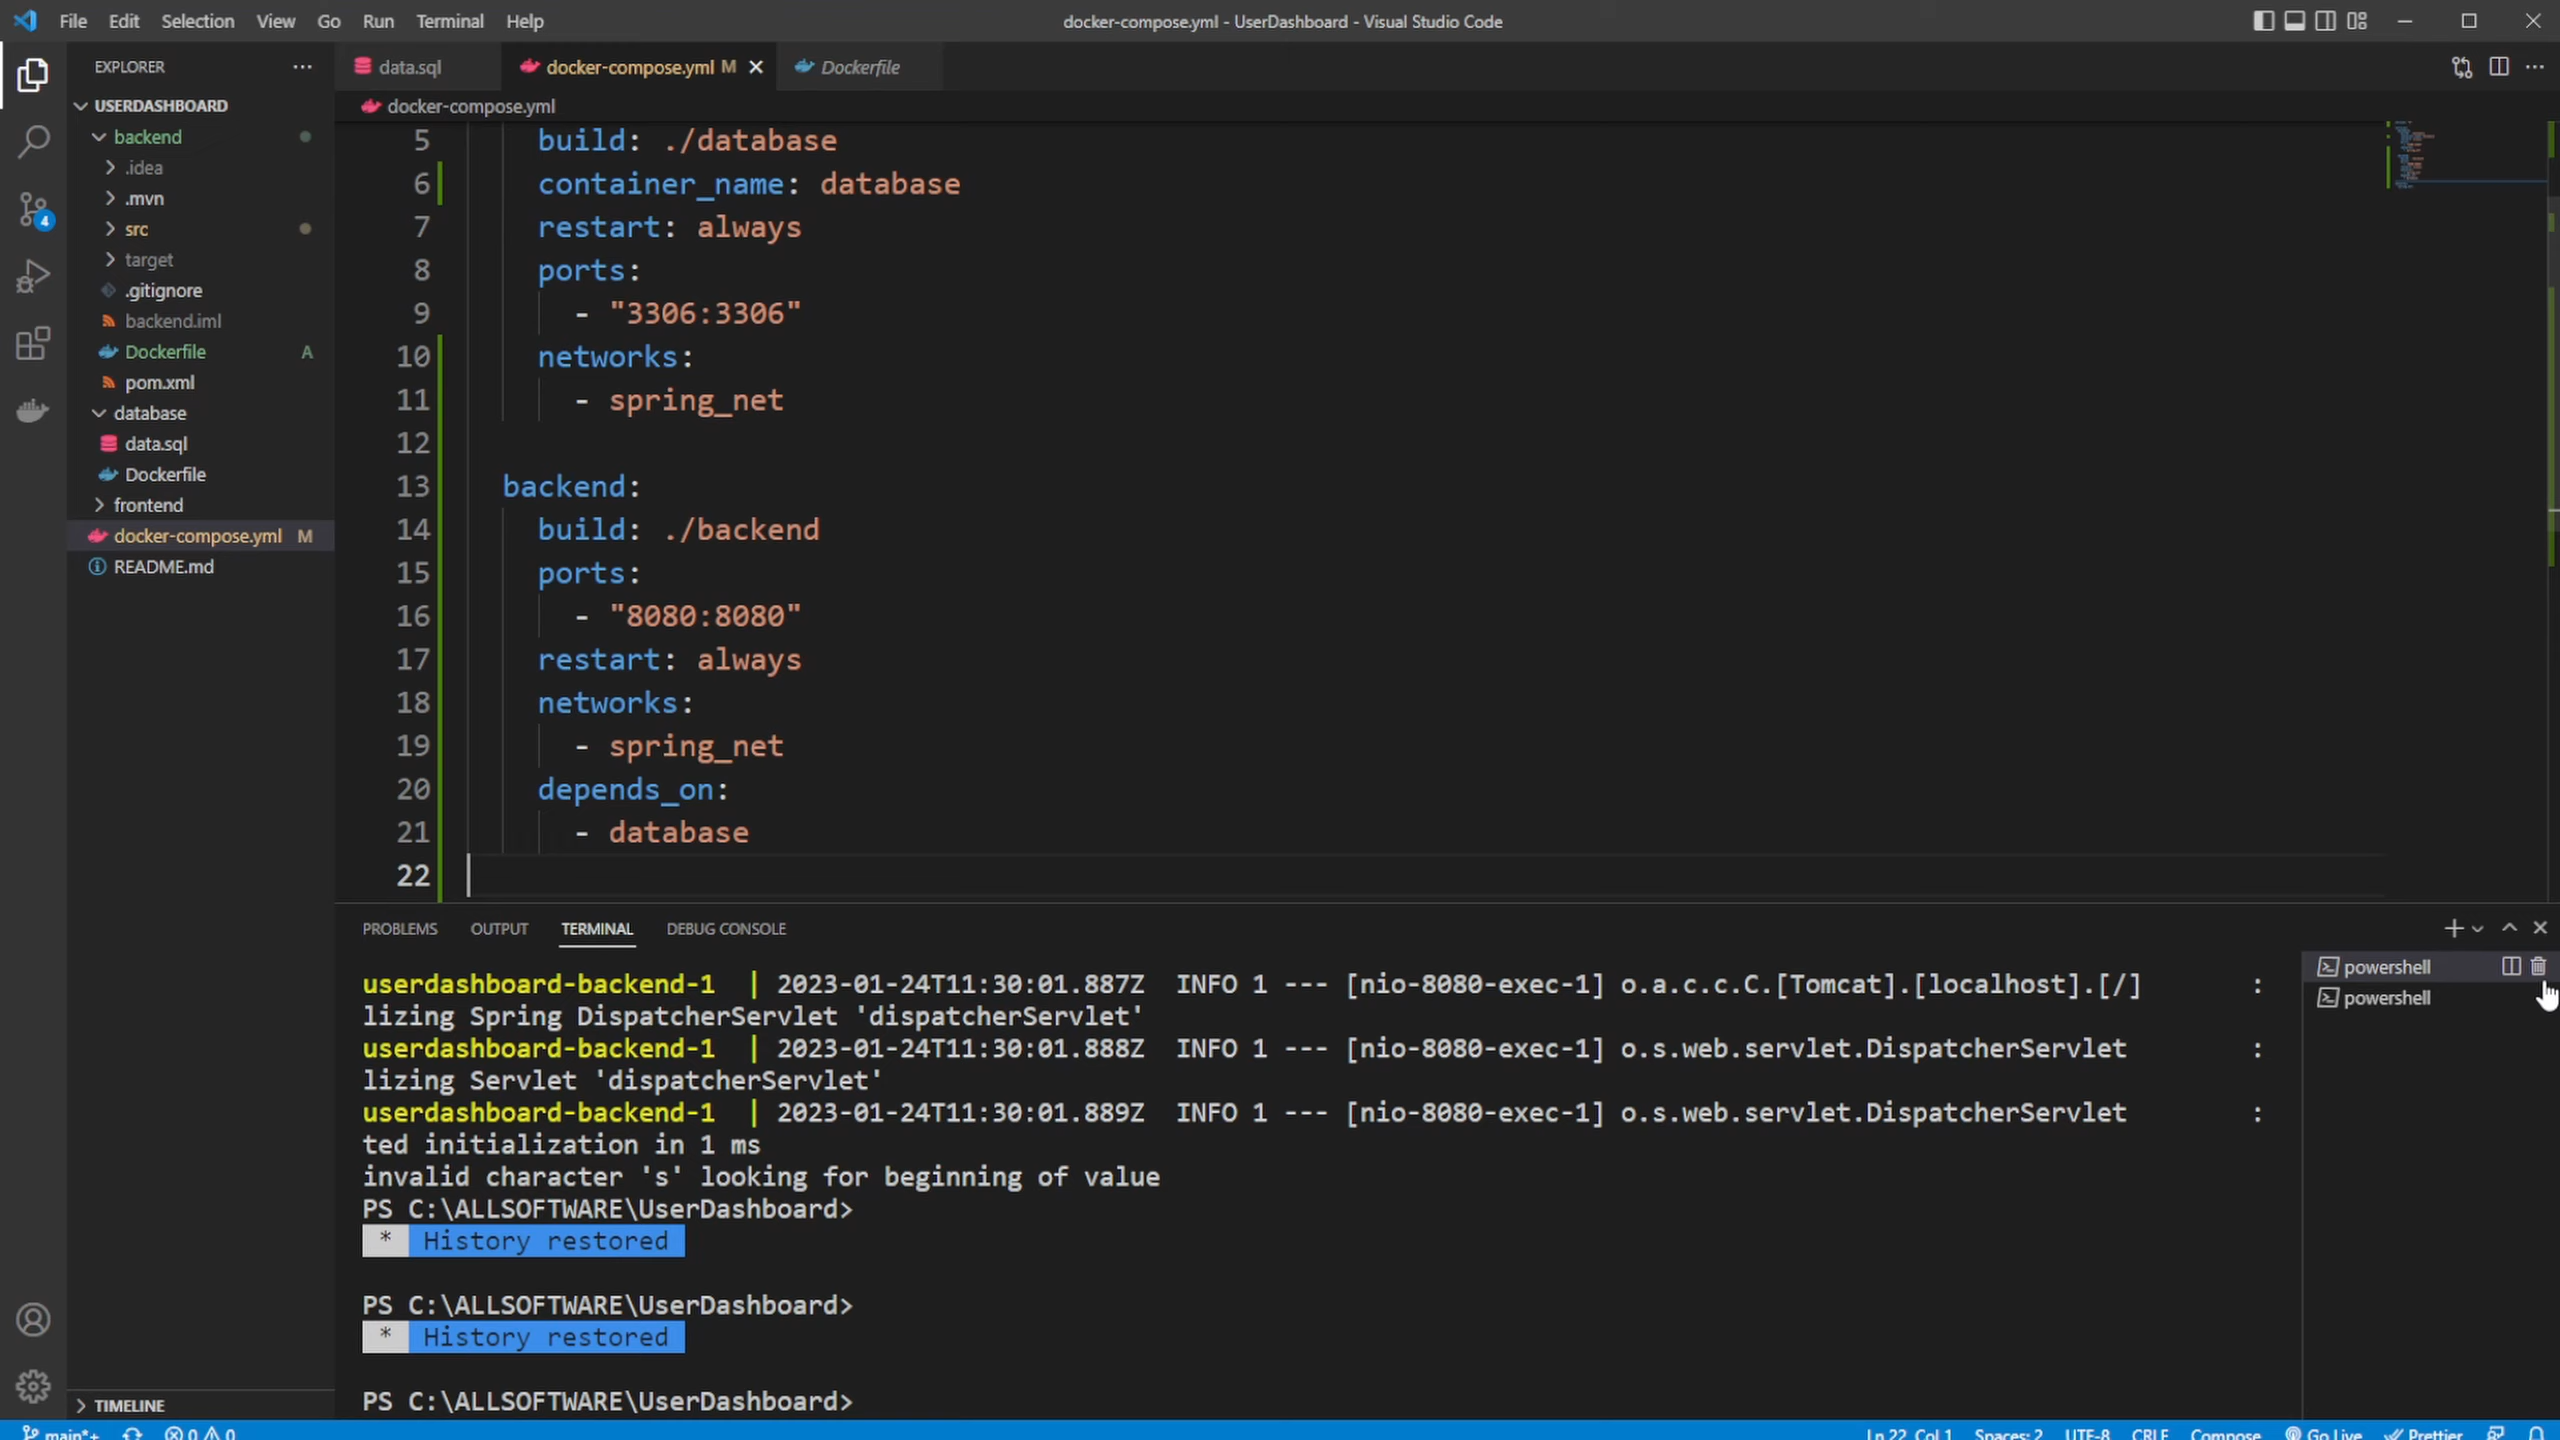 File Edit Selection View Go Run Terminal Help
docker-compose.yml - UserDashboard - Visual Studio Code
EXPLORER
USERDASHBOARD
backend
.idea
.mvn
src
target
.gitignore
backend.iml
Dockerfile A
pom.xml
database
data.sql
Dockerfile
frontend
docker-compose.yml M
README.md
TIMELINE
data.sql docker-compose.yml M Dockerfile
docker-compose.yml
5 build: ./database
6 container_name: database
7 restart: always
8 ports:
9 - "3306:3306"
10 networks:
11 - spring_net
12
13 backend:
14 build: ./backend
15 ports:
16 - "8080:8080"
17 restart: always
18 networks:
19 - spring_net
20 depends_on:
21 - database
22
PROBLEMS OUTPUT TERMINAL DEBUG CONSOLE
userdashboard-backend-1 | 2023-01-24T11:30:01.887Z INFO 1 --- [nio-8080-exec-1] o.a.c.c.C.[Tomcat].[localhost].[/] :
lizing Spring DispatcherServlet 'dispatcherServlet'
userdashboard-backend-1 | 2023-01-24T11:30:01.888Z INFO 1 --- [nio-8080-exec-1] o.s.web.servlet.DispatcherServlet :
lizing Servlet 'dispatcherServlet'
userdashboard-backend-1 | 2023-01-24T11:30:01.889Z INFO 1 --- [nio-8080-exec-1] o.s.web.servlet.DispatcherServlet :
ted initialization in 1 ms
invalid character 's' looking for beginning of value
PS C:\ALLSOFTWARE\UserDashboard>
* History restored
PS C:\ALLSOFTWARE\UserDashboard>
* History restored
PS C:\ALLSOFTWARE\UserDashboard>
powershell
powershell
4
main*+ 0 0 Ln 22, Col 1 Spaces: 2 UTF-8 CRLF Compose Go Live Prettier